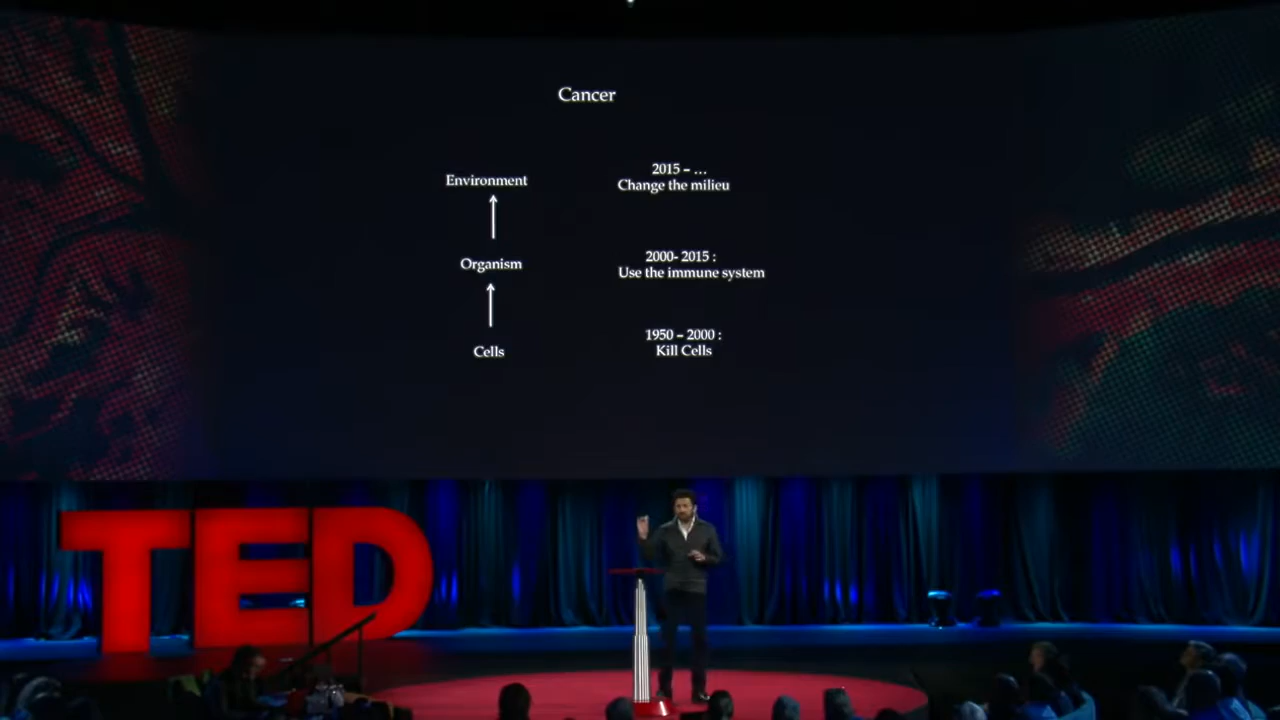 Cancer
Environment
2015 – ...
Change the milieu
Organism
2000- 2015 :
Use the immune system
Cells
1950 – 2000 :
Kill Cells
TED